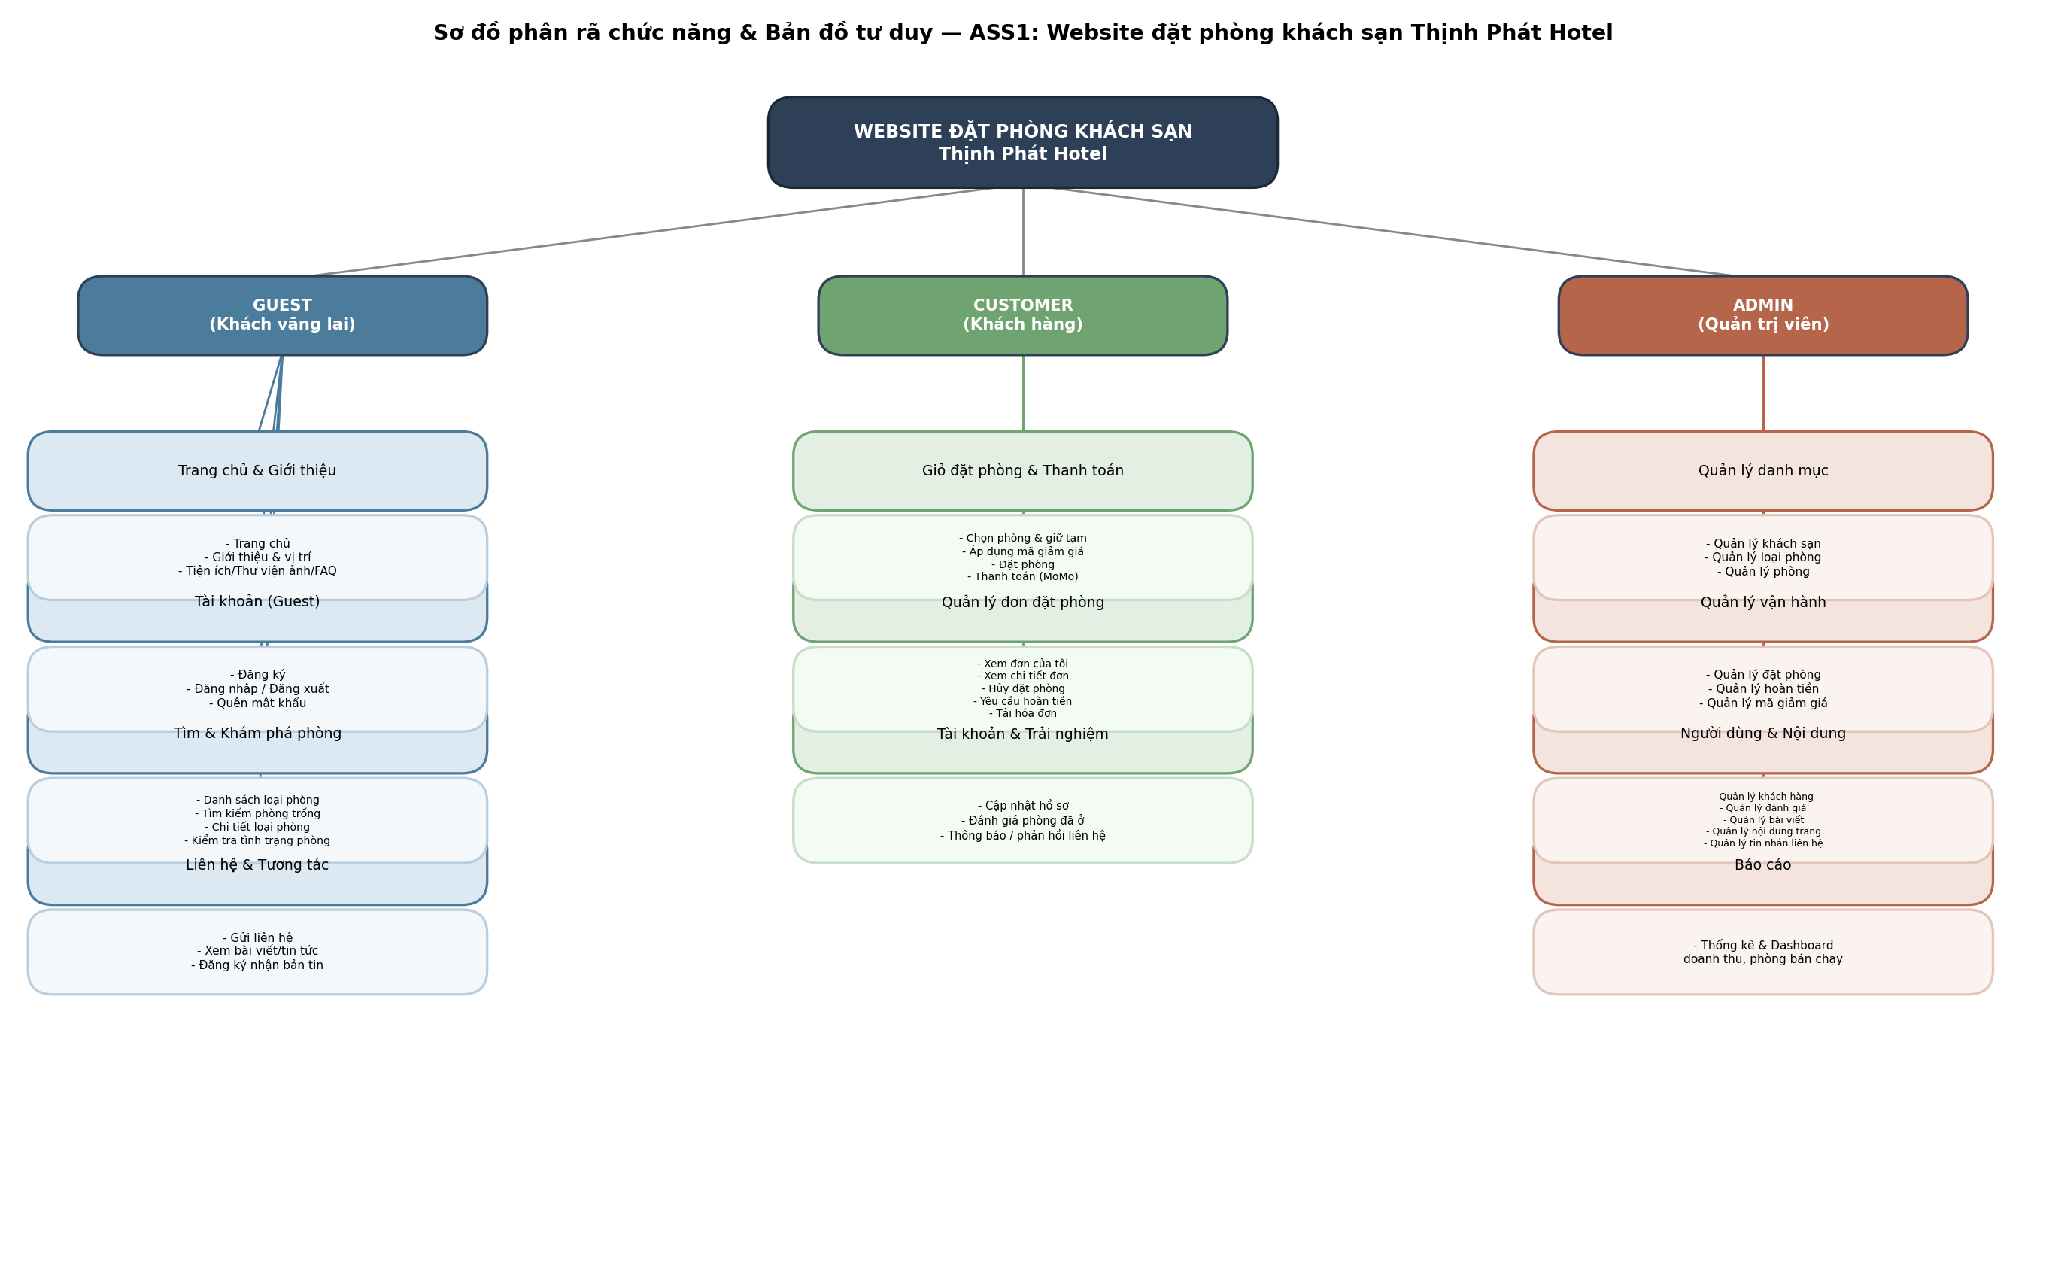 Sơ đồ phân rã chức năng & Bản đồ tư duy — ASS1: Website đặt phòng khách sạn Thịnh Phát Hotel
WEBSITE ĐẶT PHÒNG KHÁCH SẠN
Thịnh Phát Hotel
GUEST
(Khách vãng lai)
Trang chủ & Giới thiệu
- Trang chủ
- Giới thiệu & vị trí
- Tiện ích/Thư viện ảnh/FAQ
Tài khoản (Guest)
- Đăng ký
- Đăng nhập / Đăng xuất
- Quên mật khẩu
Tìm & Khám phá phòng
- Danh sách loại phòng
- Tìm kiếm phòng trống
- Chi tiết loại phòng
- Kiểm tra tình trạng phòng
Liên hệ & Tương tác
- Gửi liên hệ
- Xem bài viết/tin tức
- Đăng ký nhận bản tin
CUSTOMER
(Khách hàng)
Giỏ đặt phòng & Thanh toán
- Chọn phòng & giữ tạm
- Áp dụng mã giảm giá
- Đặt phòng
- Thanh toán (MoMo)
Quản lý đơn đặt phòng
- Xem đơn của tôi
- Xem chi tiết đơn
- Hủy đặt phòng
- Yêu cầu hoàn tiền
- Tải hóa đơn
Tài khoản & Trải nghiệm
- Cập nhật hồ sơ
- Đánh giá phòng đã ở
- Thông báo / phản hồi liên hệ
ADMIN
(Quản trị viên)
Quản lý danh mục
- Quản lý khách sạn
- Quản lý loại phòng
- Quản lý phòng
Quản lý vận hành
- Quản lý đặt phòng
- Quản lý hoàn tiền
- Quản lý mã giảm giá
Người dùng & Nội dung
- Quản lý khách hàng
- Quản lý đánh giá
- Quản lý bài viết
- Quản lý nội dung trang
- Quản lý tin nhắn liên hệ
Báo cáo
- Thống kê & Dashboard
doanh thu, phòng bán chạy